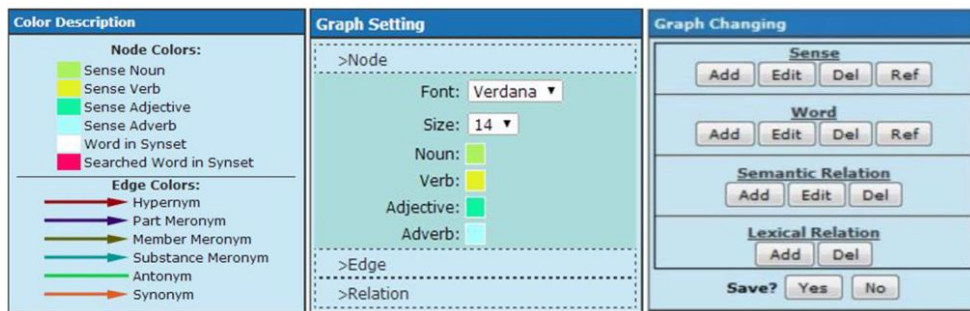 Color Description
Node Colors:
Sense Noun
Sense Verb
Sense Adjective
Sense Adverb
Word in Synset
Searched Word in Synset
Edge Colors:
Hypernym
Part Meronym
Member Meronym
Substance Meronym
Antonym
Synonym
Graph Setting
>Node
Font: Verdana
Size: 14
Noun:
Verb:
Adjective:
Adverb:
>Edge
>Relation
Graph Changing
Sense
Add Edit Del Ref
Word
Add Edit Del Ref
Semantic Relation
Add Edit Del
Lexical Relation
Add Del
Save? Yes No